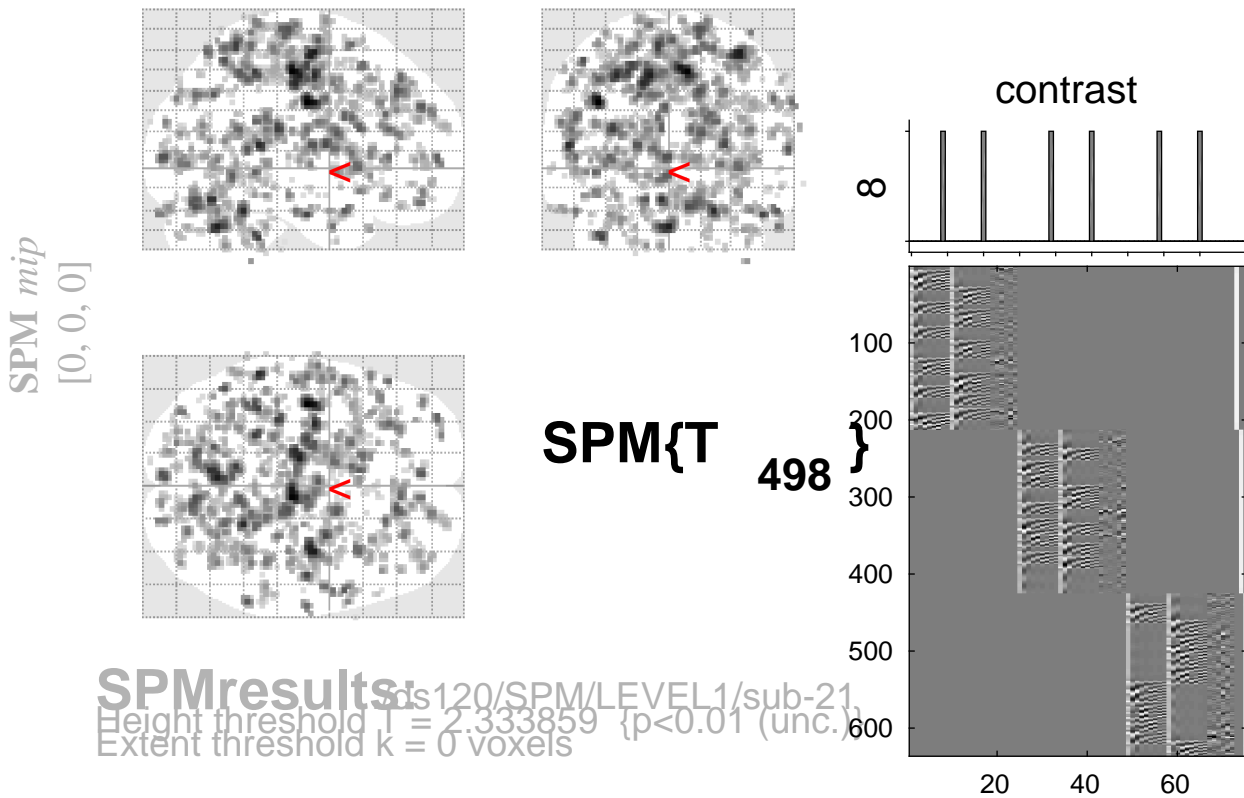 SPM mip
[0, 0, 0]
<
<
<
SPM{T498}
contrast
8
100
200
300
400
500
600
20
40
60
SPMresults: /ds120/SPM/LEVEL1/sub-21
Height threshold T = 2.333859 {p<0.01 (unc.)}
Extent threshold k = 0 voxels